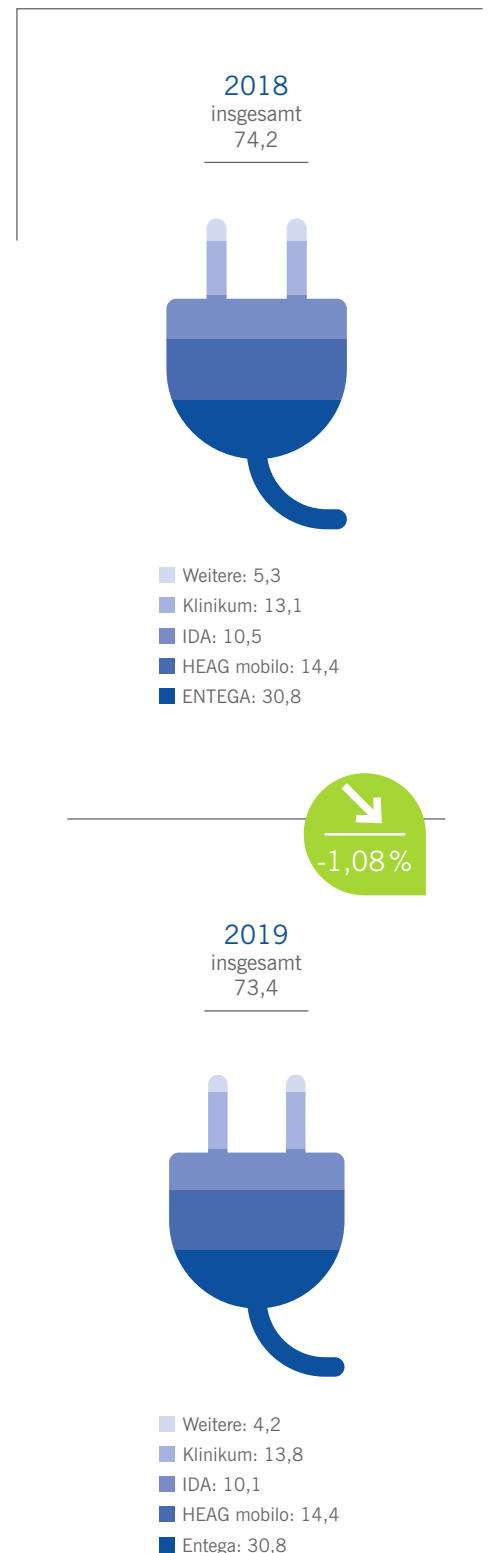 2018
insgesamt
74,2
Weitere: 5,3
Klinikum: 13,1
IDA: 10,5
HEAG mobilo: 14,4
ENTEGA: 30,8
-1,08 %
2019
insgesamt
73,4
Weitere: 4,2
Klinikum: 13,8
IDA: 10,1
HEAG mobilo: 14,4
Entega: 30,8